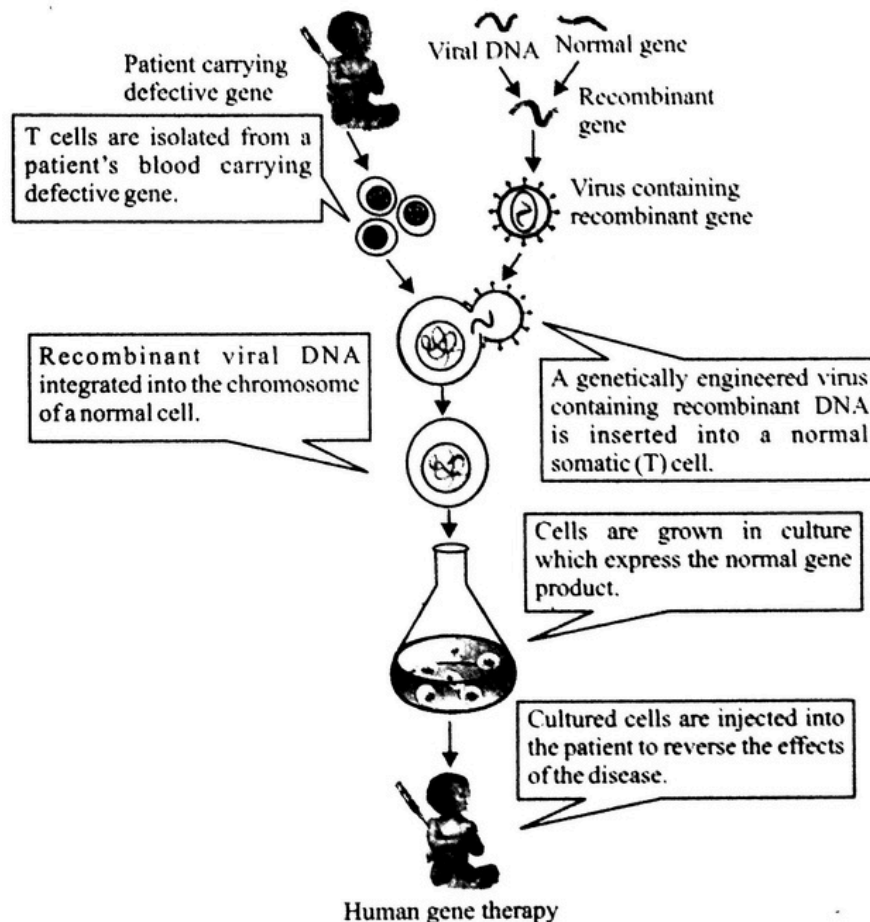 Viral DNA
Normal gene
Patient carrying
defective gene
Recombinant
gene
T cells are isolated from a
patient's blood carrying
defective gene.
Virus containing
recombinant gene
Recombinant viral DNA
integrated into the chromosome
of a normal cell.
A genetically engineered virus
containing recombinant DNA
is inserted into a normal
somatic (T) cell.
Cells are grown in culture
which express the normal gene
product.
Cultured cells are injected into
the patient to reverse the effects
of the disease.
Human gene therapy